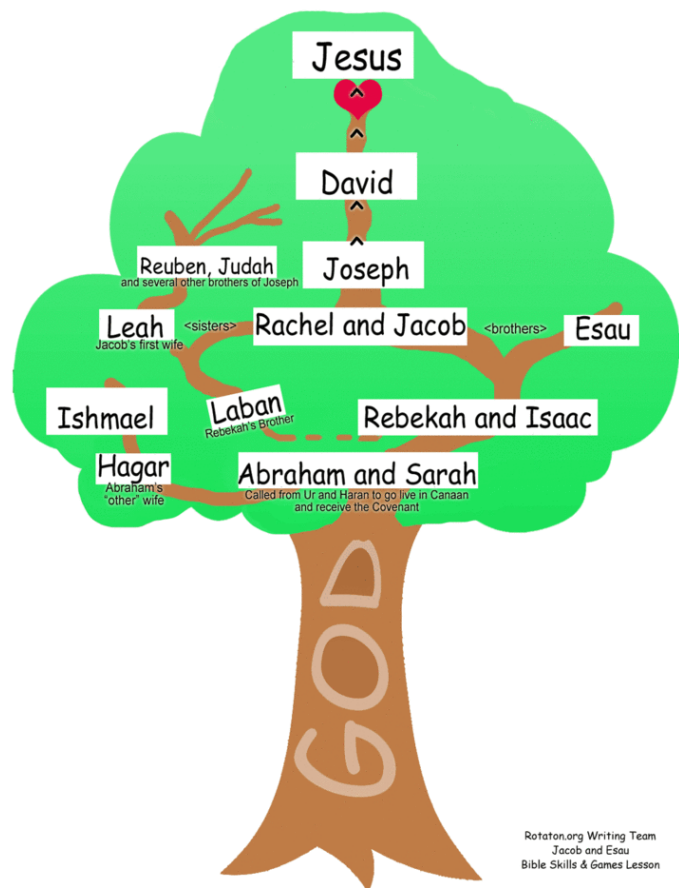 Jesus
^
^
David
^
^
Reuben, Judah
and several other brothers of Joseph
Joseph
Leah
Jacob's first wife
<sisters>
Rachel and Jacob
<brothers>
Esau
Ishmael
Laban
Rebekah's Brother
Rebekah and Isaac
Hagar
Abraham's
"other" wife
Abraham and Sarah
Called from Ur and Haran to go live in Canaan
and receive the Covenant
GOD
Rotaton.org Writing Team
Jacob and Esau
Bible Skills & Games Lesson